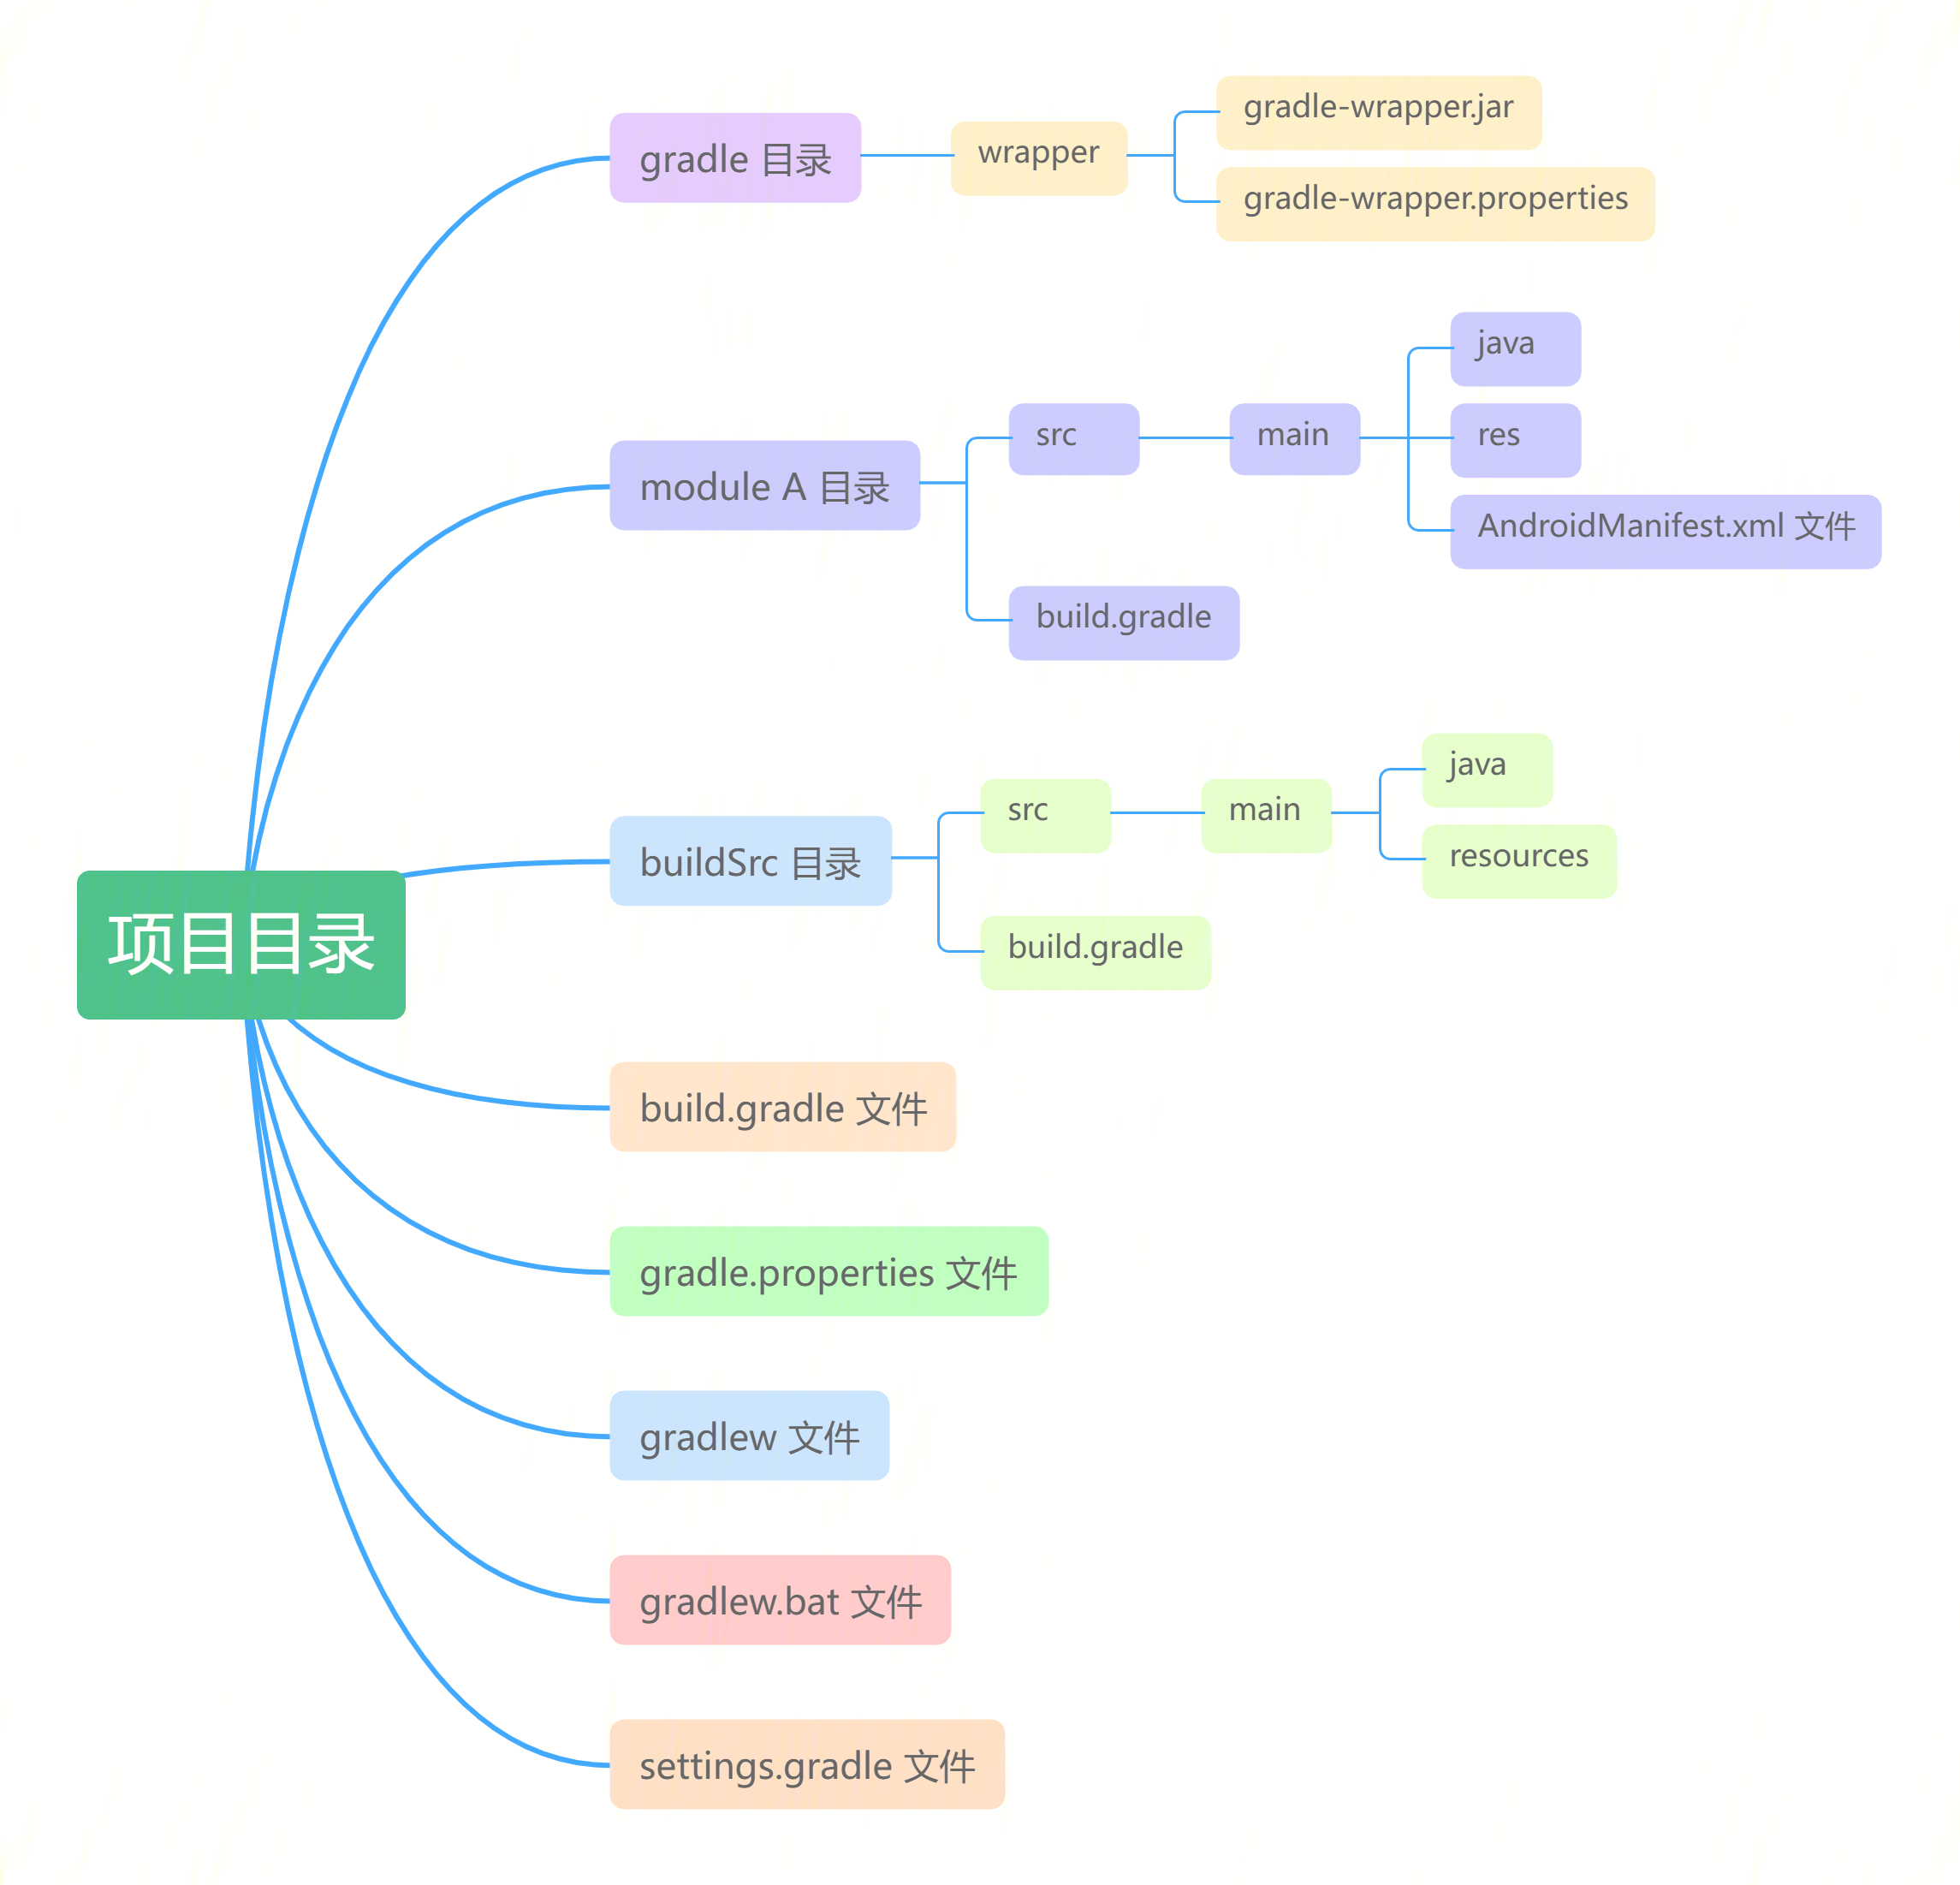 项目目录
gradle 目录
wrapper
gradle-wrapper.jar
gradle-wrapper.properties
module A 目录
src
main
java
res
AndroidManifest.xml 文件
build.gradle
buildSrc 目录
src
main
java
resources
build.gradle
build.gradle 文件
gradle.properties 文件
gradlew 文件
gradlew.bat 文件
settings.gradle 文件